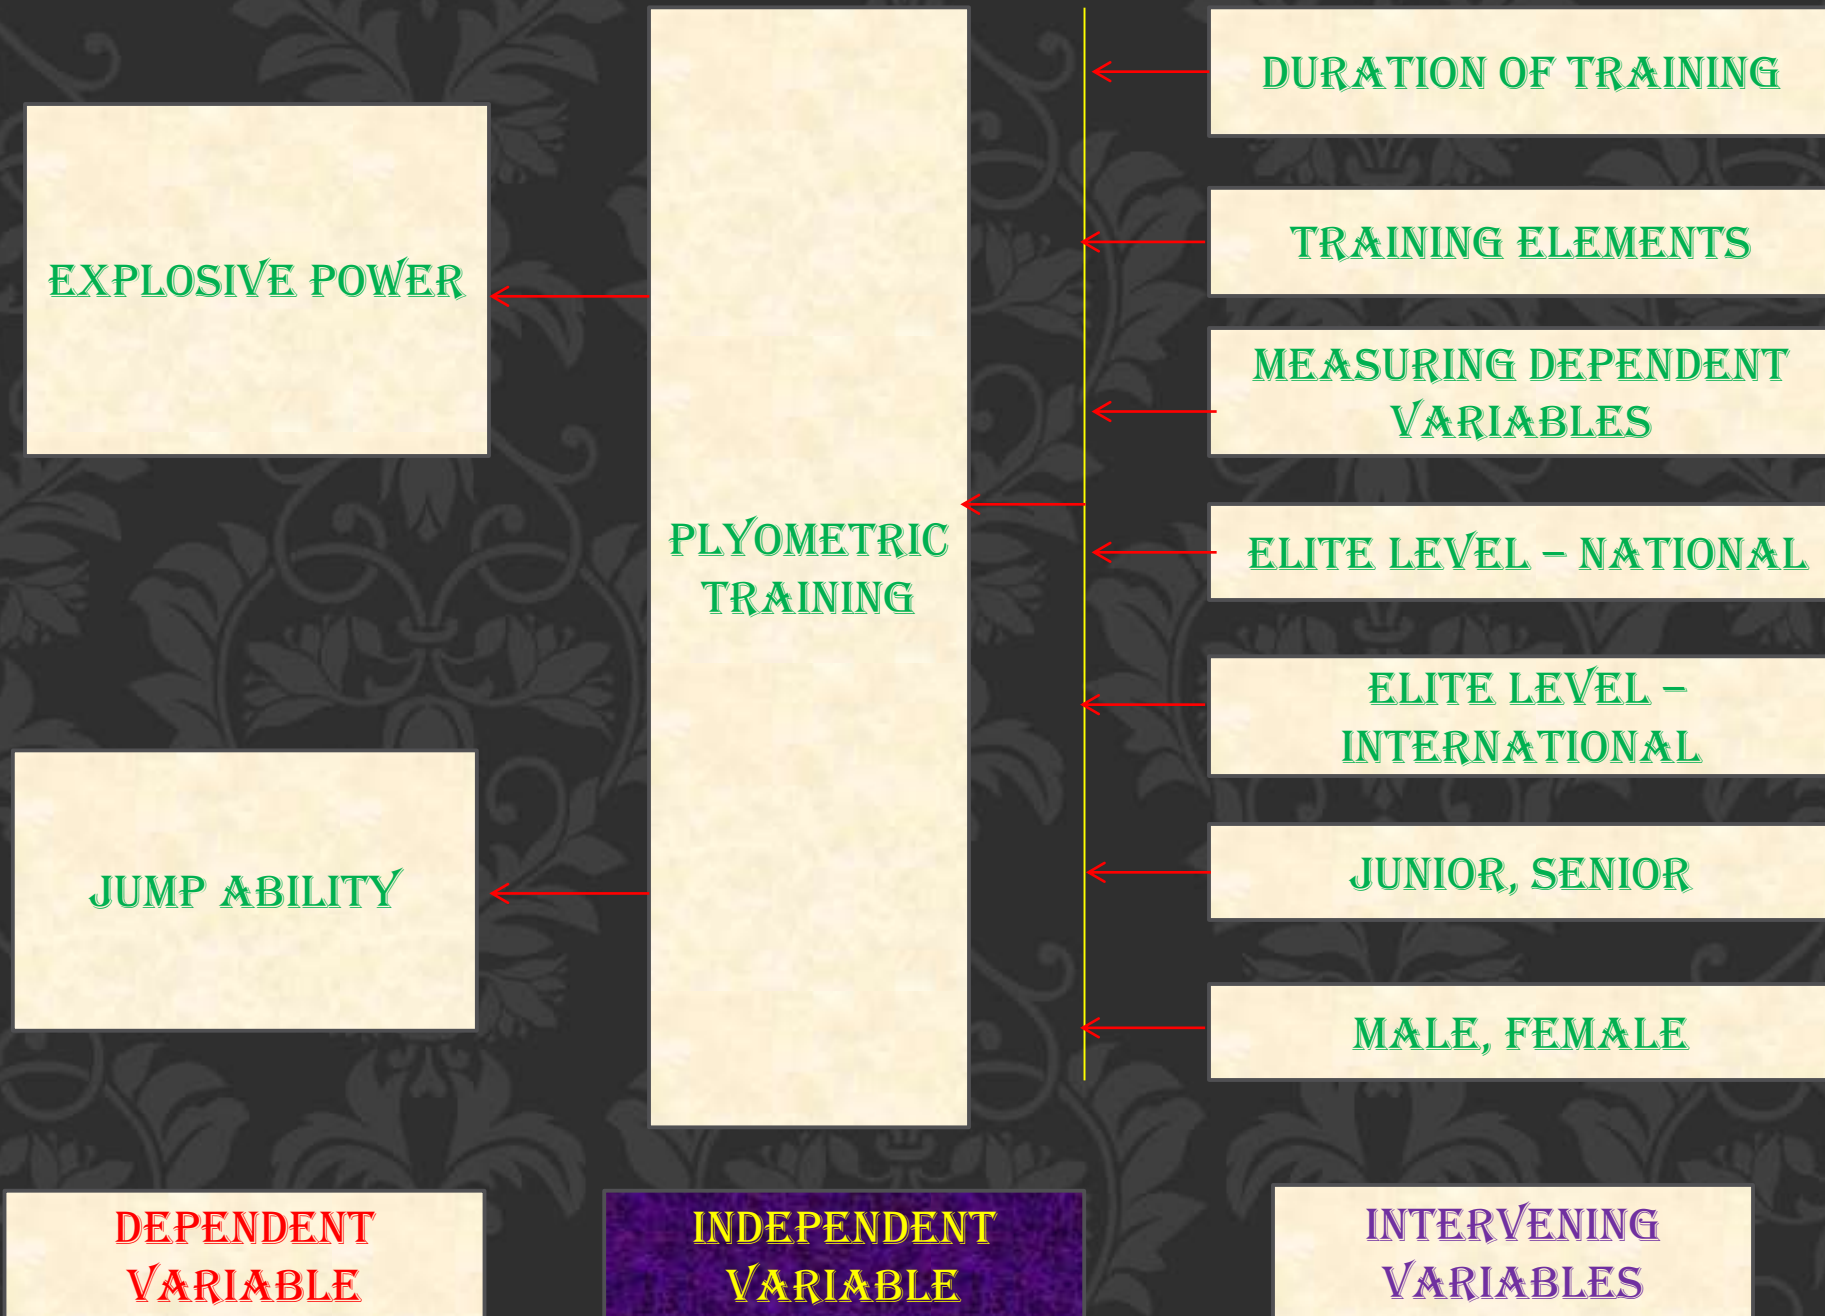 EXPLOSIVE POWER
JUMP ABILITY
DEPENDENT
VARIABLE
PLYOMETRIC
TRAINING
INDEPENDENT
VARIABLE
DURATION OF TRAINING
TRAINING ELEMENTS
MEASURING DEPENDENT
VARIABLES
ELITE LEVEL – NATIONAL
ELITE LEVEL –
INTERNATIONAL
JUNIOR, SENIOR
MALE, FEMALE
INTERVENING
VARIABLES